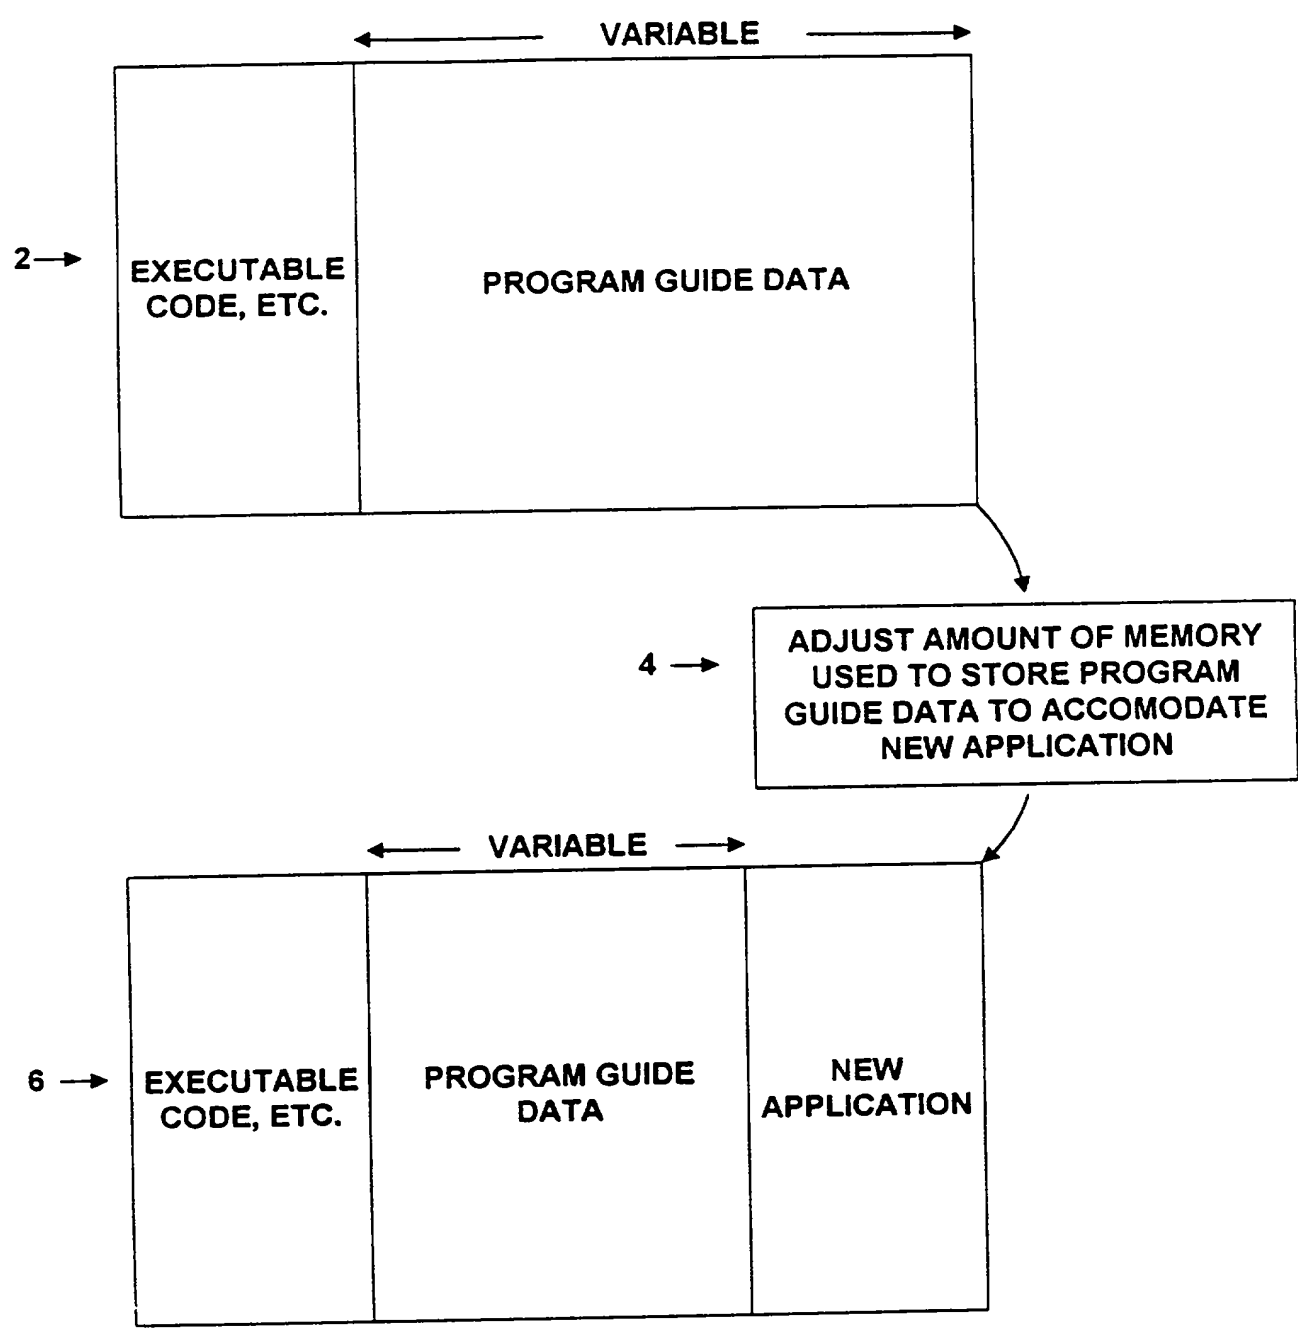 VARIABLE
2
EXECUTABLE
CODE, ETC.
PROGRAM GUIDE DATA
4
ADJUST AMOUNT OF MEMORY
USED TO STORE PROGRAM
GUIDE DATA TO ACCOMODATE
NEW APPLICATION
VARIABLE
6
EXECUTABLE
CODE, ETC.
PROGRAM GUIDE
DATA
NEW
APPLICATION